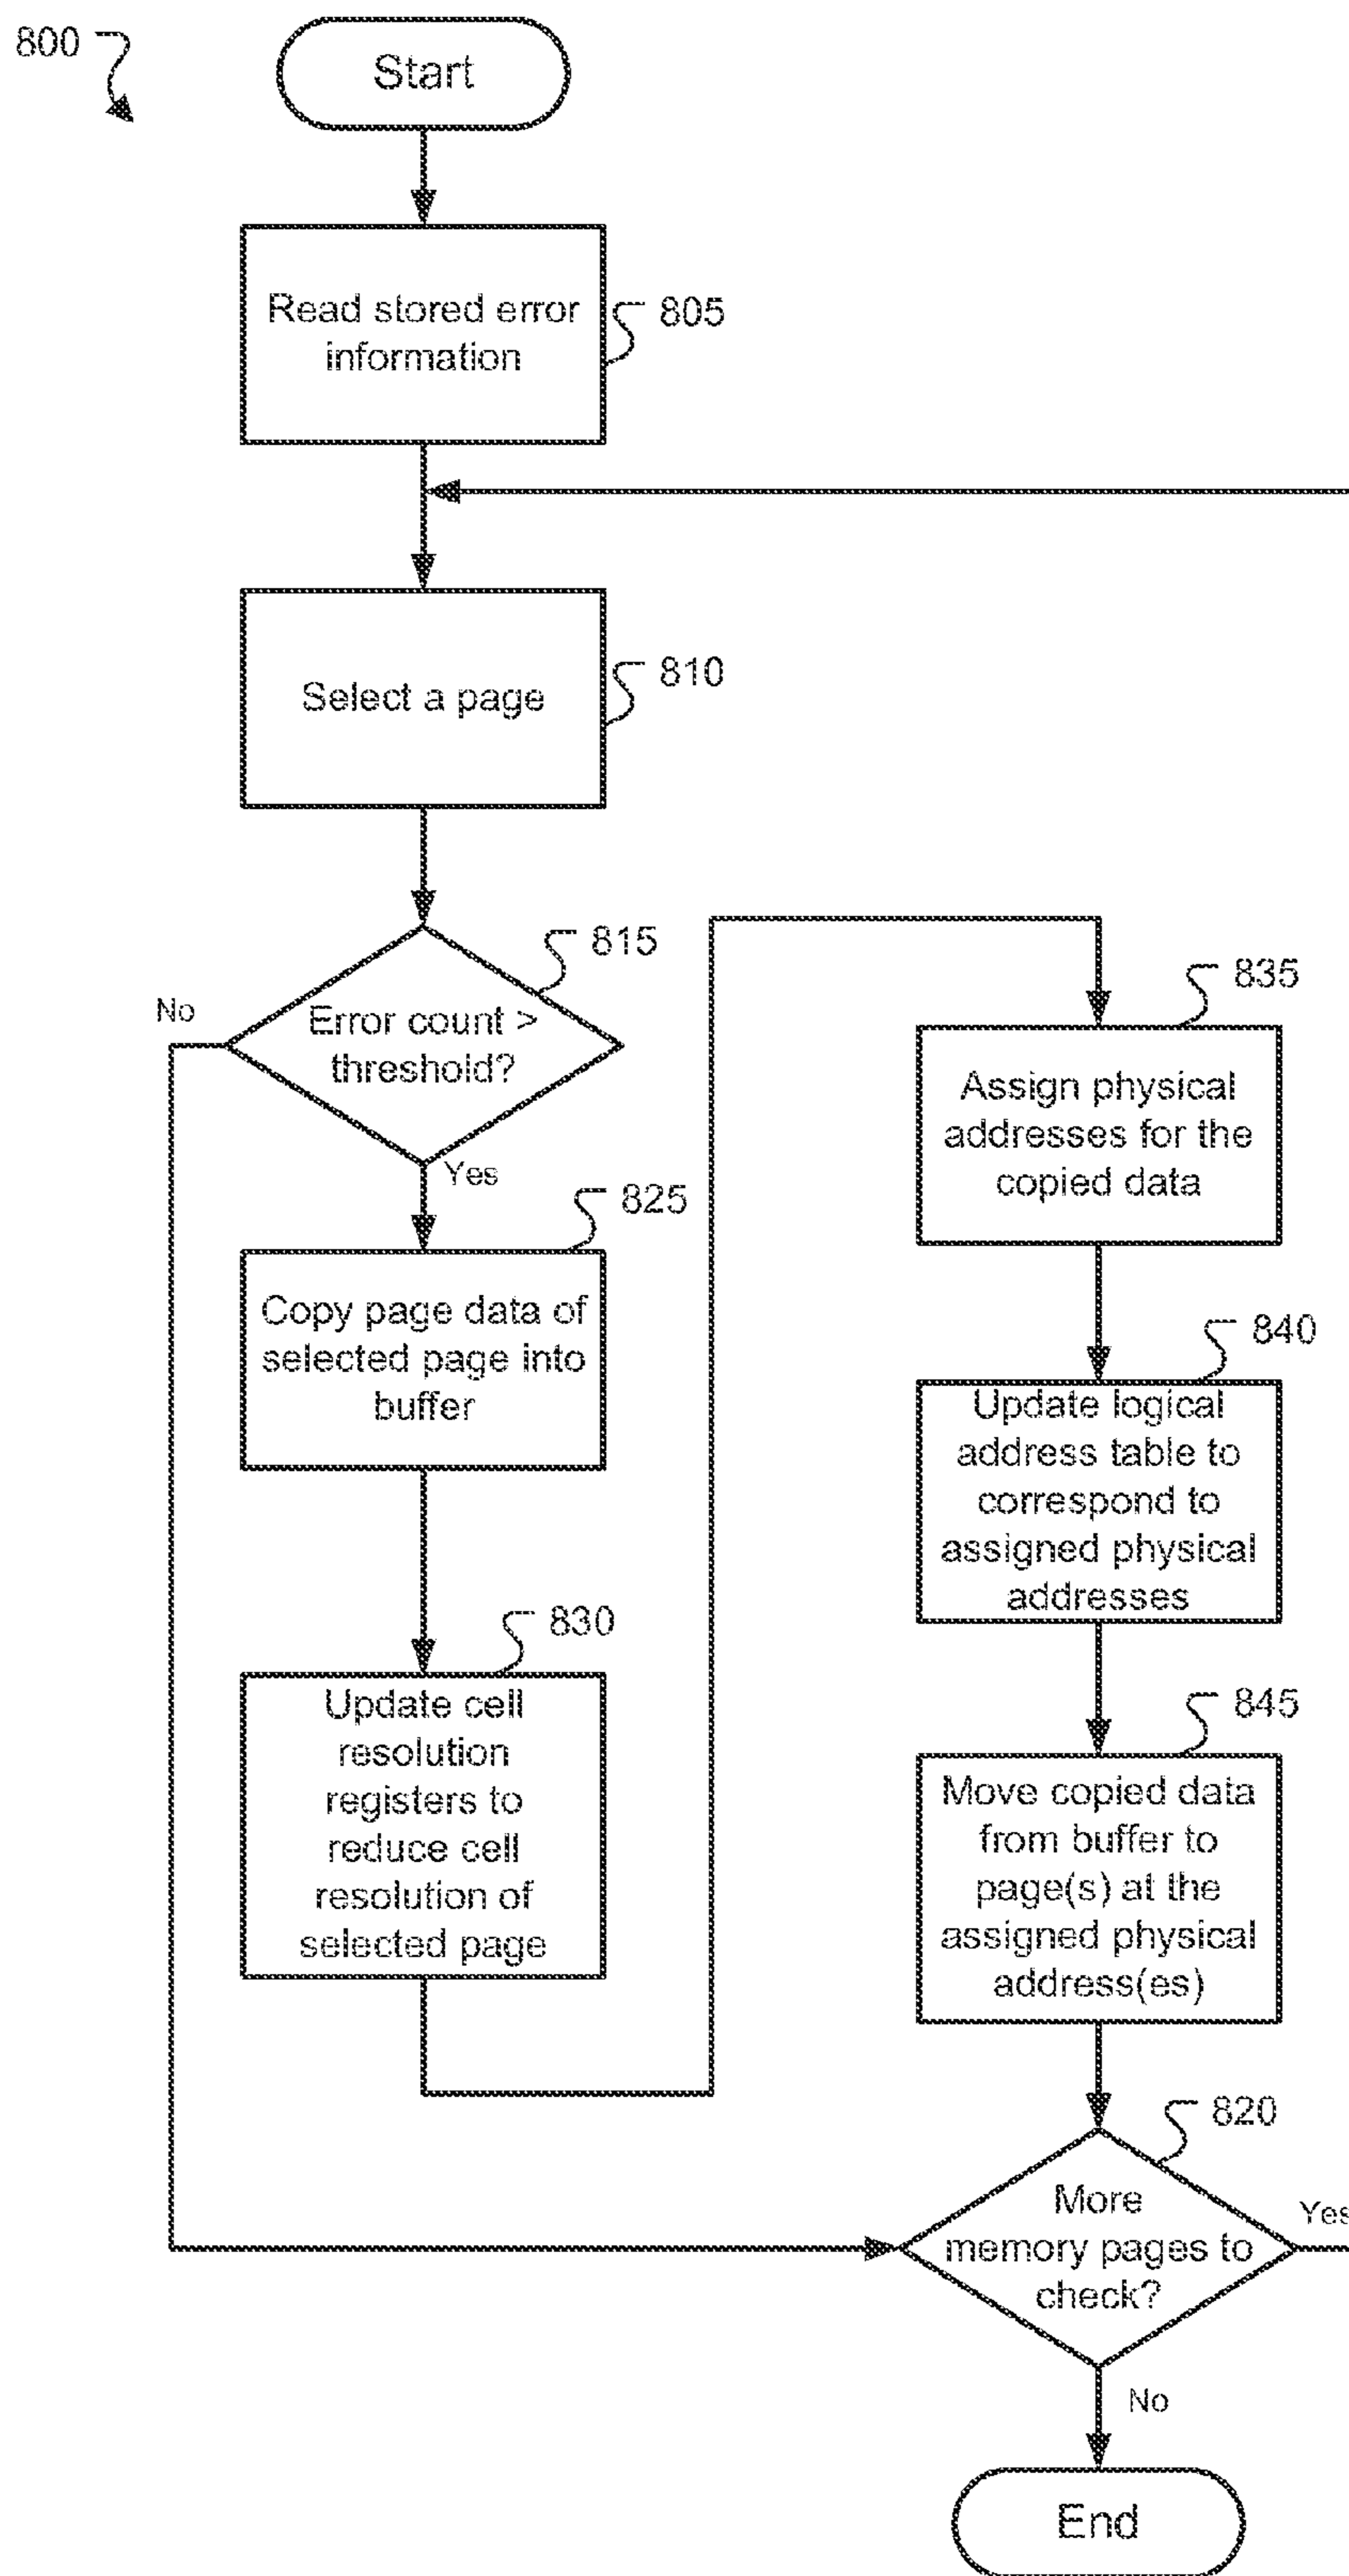 800
Start
Read stored error
information
805
Select a page
810
815
No
Error count >
threshold?
Yes
825
Copy page data of
selected page into
buffer
830
Update cell
resolution
registers to
reduce cell
resolution of
selected page
835
Assign physical
addresses for the
copied data
840
Update logical
address table to
correspond to
assigned physical
addresses
845
Move copied data
from buffer to
page(s) at the
assigned physical
address(es)
820
More
memory pages to
check?
Yes
No
End